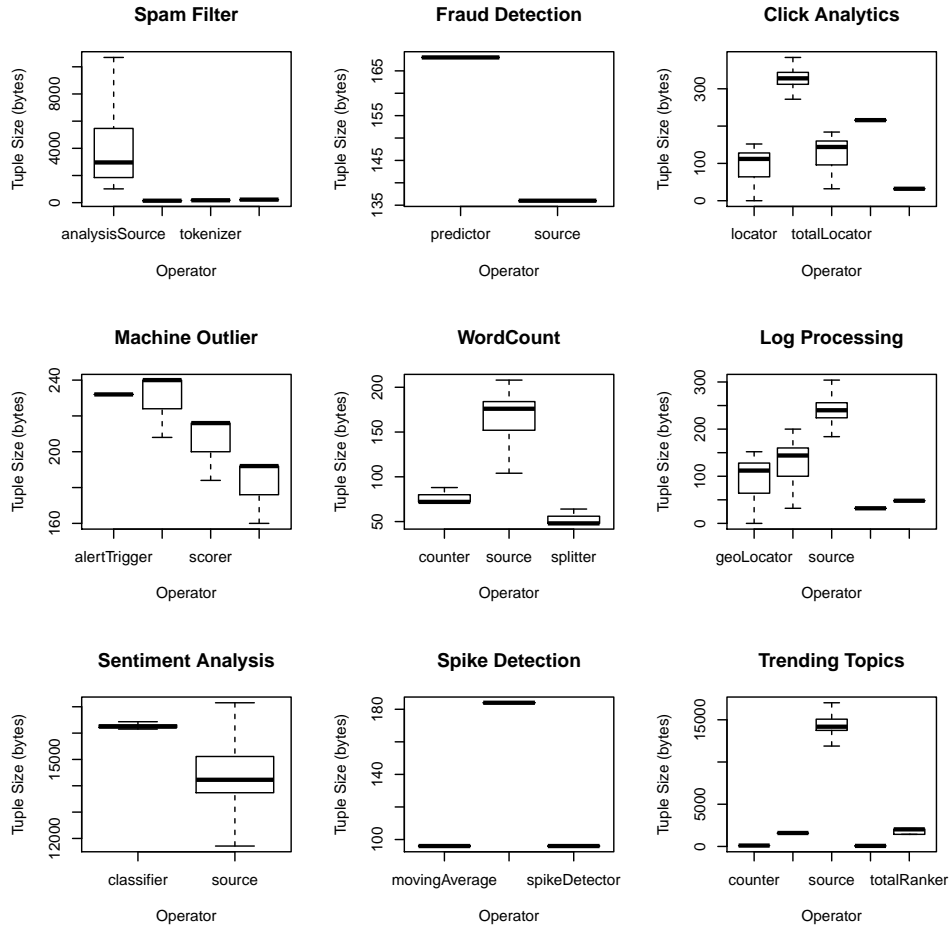 Spam Filter
Tuple Size (bytes)
0
4000
10000
analysisSource
tokenizer
Operator
Fraud Detection
Tuple Size (bytes)
135
145
155
165
predictor
source
Operator
Click Analytics
Tuple Size (bytes)
0
100
300
locator
totalLocator
Operator
Machine Outlier
Tuple Size (bytes)
160
200
240
alertTrigger
scorer
Operator
WordCount
Tuple Size (bytes)
50
100
150
200
counter
source
splitter
Operator
Log Processing
Tuple Size (bytes)
0
100
200
300
geoLocator
source
Operator
Sentiment Analysis
Tuple Size (bytes)
12000
15000
classifier
source
Operator
Spike Detection
Tuple Size (bytes)
100
140
180
movingAverage
spikeDetector
Operator
Trending Topics
Tuple Size (bytes)
0
5000
15000
counter
source
totalRanker
Operator